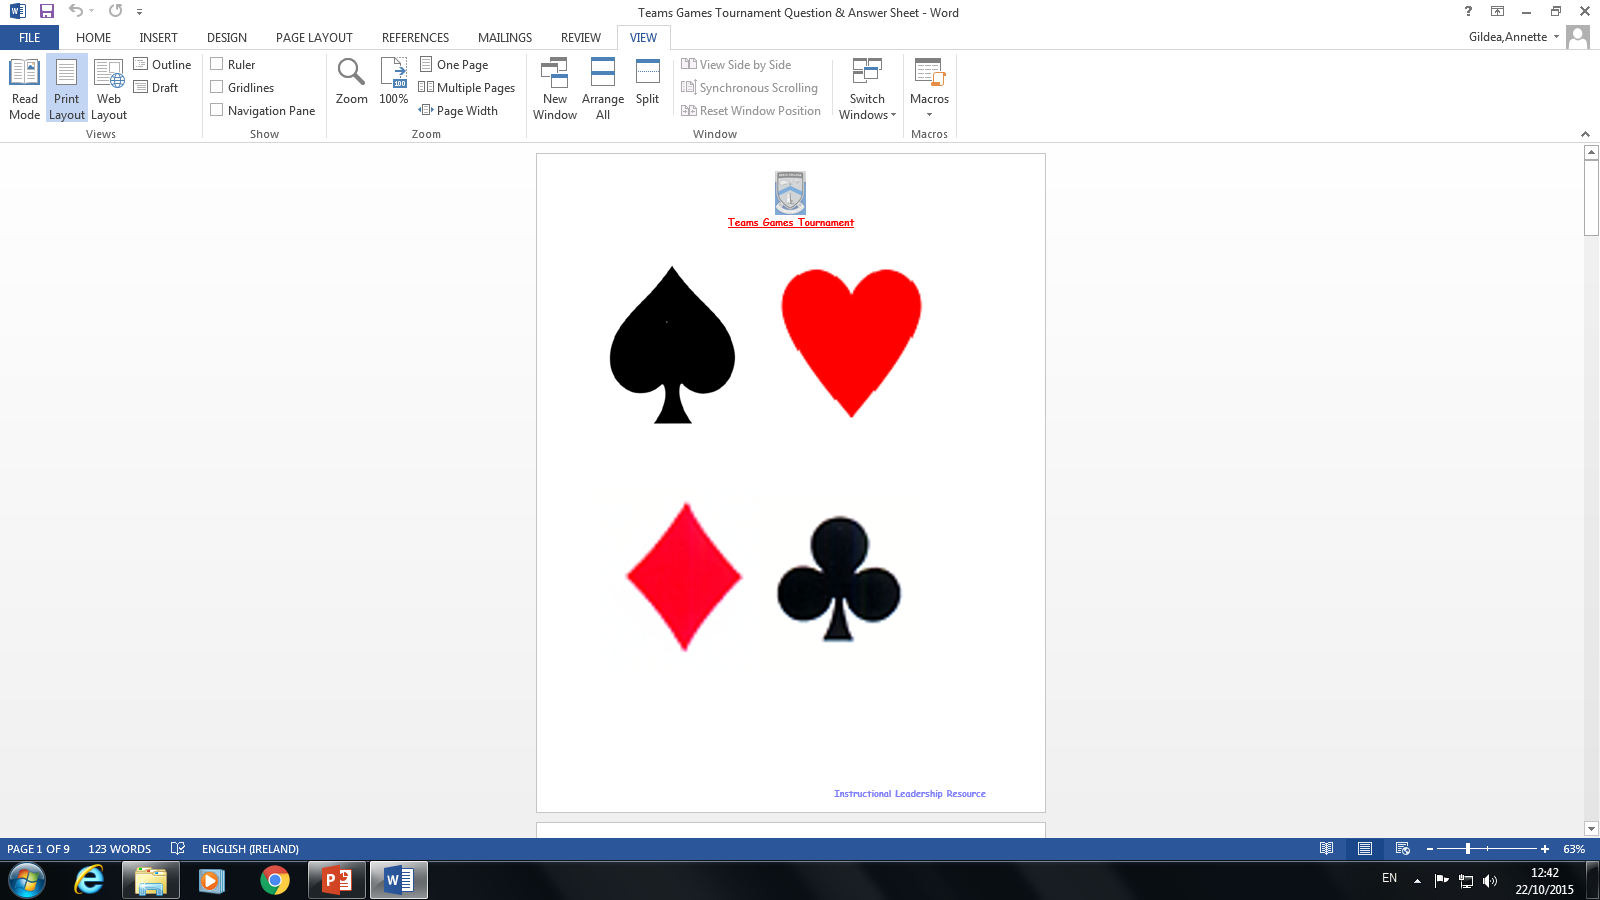 Teams Games Tournament Question & Answer Sheet - Word
FILE HOME INSERT DESIGN PAGE LAYOUT REFERENCES MAILINGS REVIEW VIEW
Gildea,Annette
Read Mode
Print Layout
Web Layout
Outline
Draft
Views
Ruler
Gridlines
Navigation Pane
Show
Zoom
100
100%
One Page
Multiple Pages
Page Width
Zoom
New Window
Arrange All
Split
View Side by Side
Synchronous Scrolling
Reset Window Position
Window
Switch Windows
Macros
Macros
Teams Games Tournament
Instructional Leadership Resource
PAGE 1 OF 9 123 WORDS ENGLISH (IRELAND)
63%
EN
12:42
22/10/2015